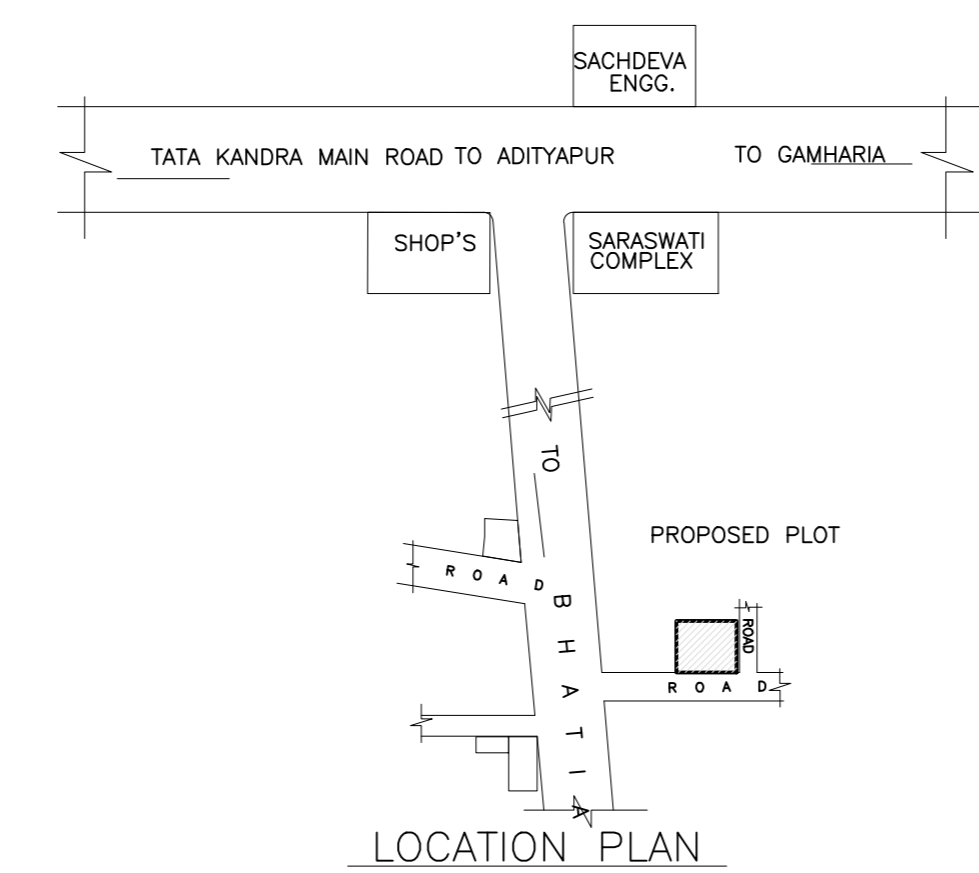 SACHDEVA
ENGG.
TATA KANDRA MAIN ROAD TO ADITYAPUR
TO GAMHARIA
SHOP'S
SARASWATI
COMPLEX
TO BHATIA
PROPOSED PLOT
ROAD
ROAD
ROAD
LOCATION PLAN